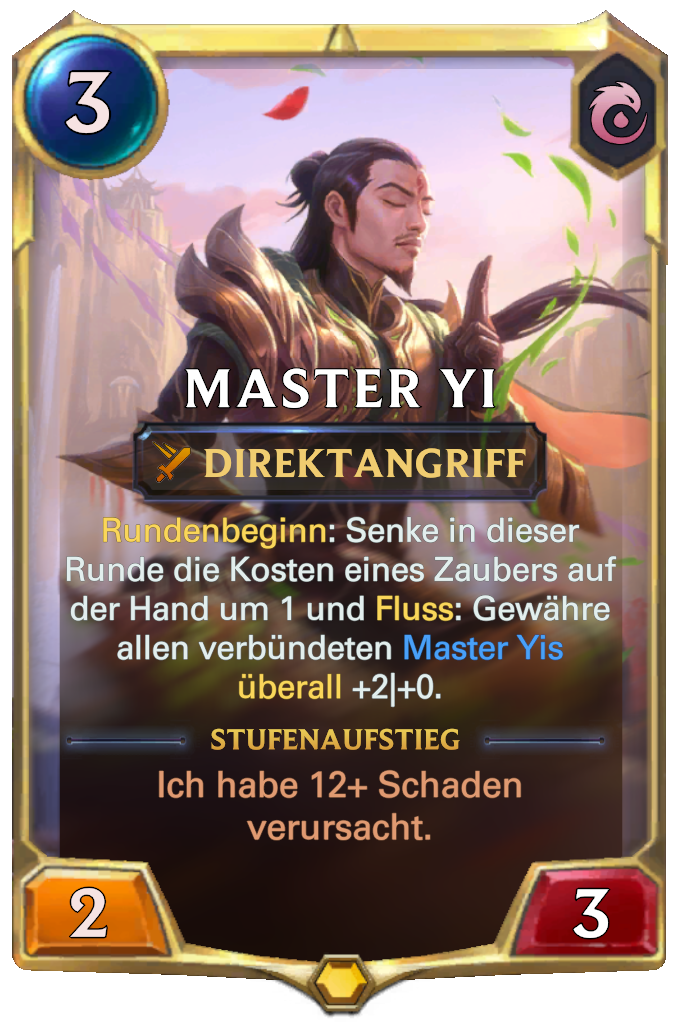 3
MASTER YI
DIREKTANGRIFF
Rundenbeginn: Senke in dieser
Runde die Kosten eines Zaubers auf
der Hand um 1 und Fluss: Gewähre
allen verbündeten Master Yis
überall +2|+0.
STUFENAUFSTIEG
Ich habe 12+ Schaden
verursacht.
2
3